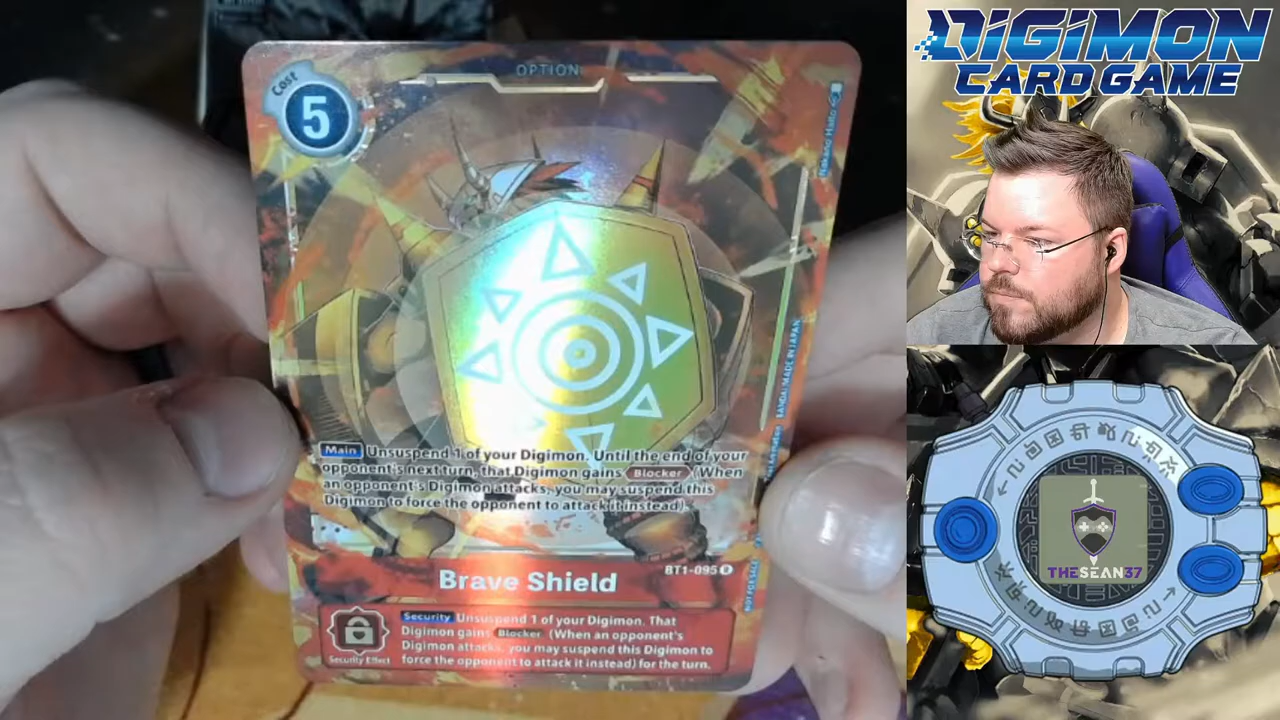 DIGIMON
CARD GAME
OPTION
Cost
5
BANDAI MADE IN JAPAN
Main Unsuspend 1 of your Digimon. Until the end of your
opponent's next turn, that Digimon gains Blocker (When
an opponent's Digimon attacks, you may suspend this
Digimon to force the opponent to attack it instead).
BT1-095 U
Brave Shield
NOT FOR SALE
Security Unsuspend 1 of your Digimon. That
Digimon gains Blocker (When an opponent's
Digimon attacks, you may suspend this Digimon to
force the opponent to attack it instead) for the turn.
Security Effect
THESEAN37